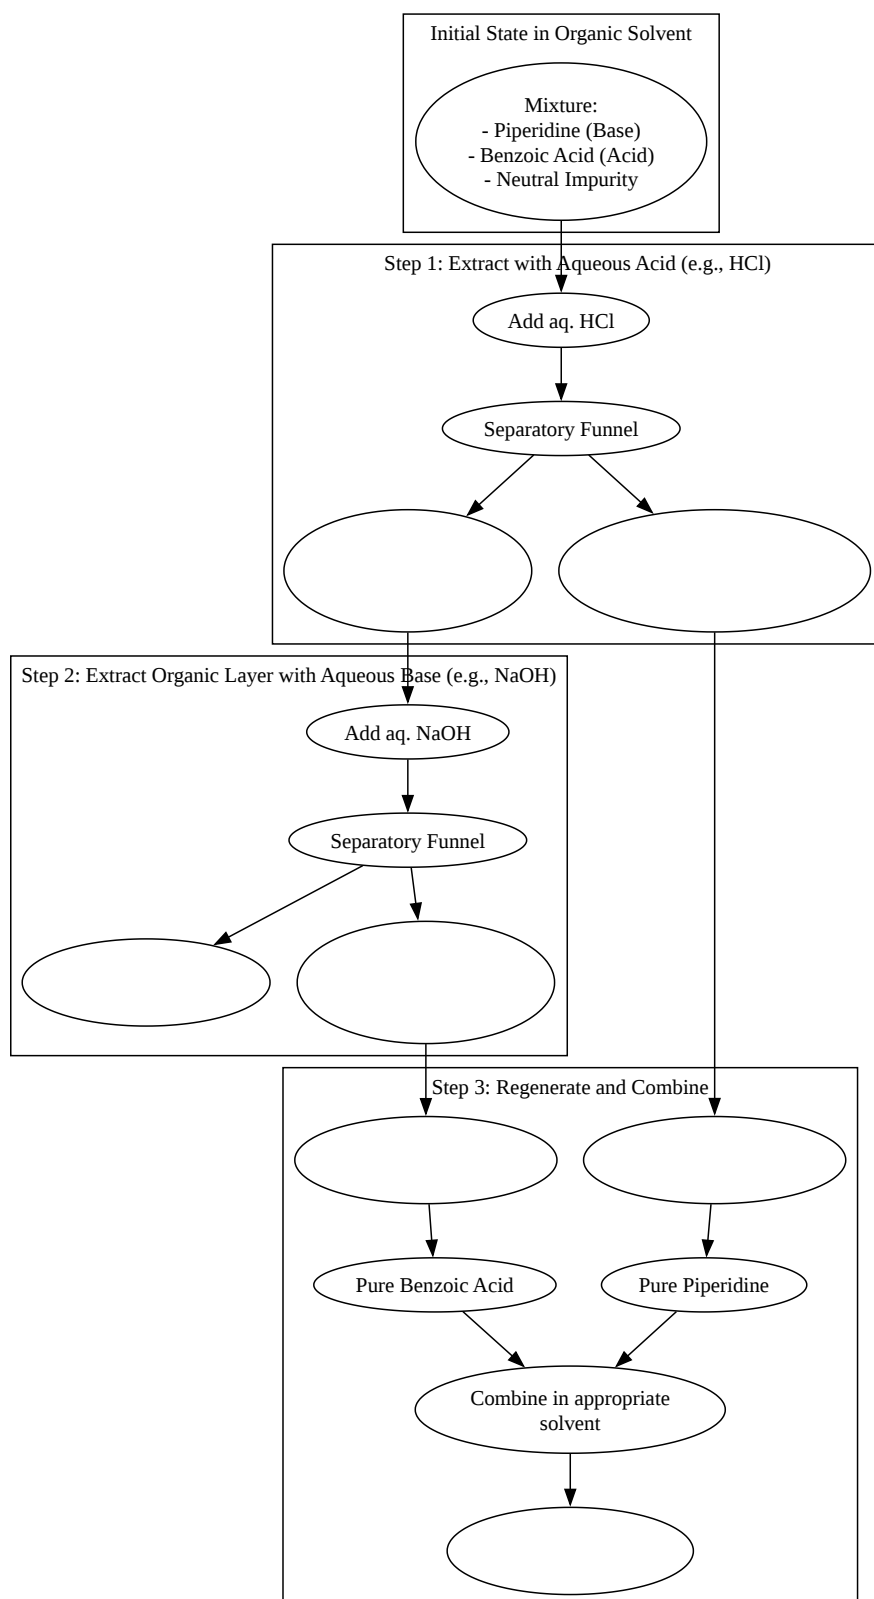 Initial State in Organic Solvent
Mixture:
- Piperidine (Base)
- Benzoic Acid (Acid)
- Neutral Impurity
Step 1: Extract with Aqueous Acid (e.g., HCl)
Add aq. HCl
Separatory Funnel
Step 2: Extract Organic Layer with Aqueous Base (e.g., NaOH)
Add aq. NaOH
Separatory Funnel
Step 3: Regenerate and Combine
Pure Benzoic Acid
Pure Piperidine
Combine in appropriate
solvent